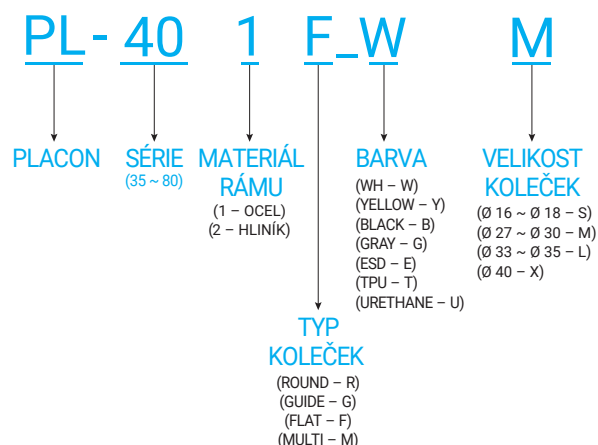 PL- 40 1 F_W M
PLACON
SÉRIE
(35 ~ 80)
MATERIÁL
RÁMU
(1 – OCEL)
(2 – HLINÍK)
BARVA
(WH – W)
(YELLOW – Y)
(BLACK – B)
(GRAY – G)
(ESD – E)
(TPU – T)
(URETHANE – U)
VELIKOST
KOLEČEK
(Ø 16 ~ Ø 18 – S)
(Ø 27 ~ Ø 30 – M)
(Ø 33 ~ Ø 35 – L)
(Ø 40 – X)
TYP
KOLEČEK
(ROUND – R)
(GUIDE – G)
(FLAT – F)
(MULTI – M)